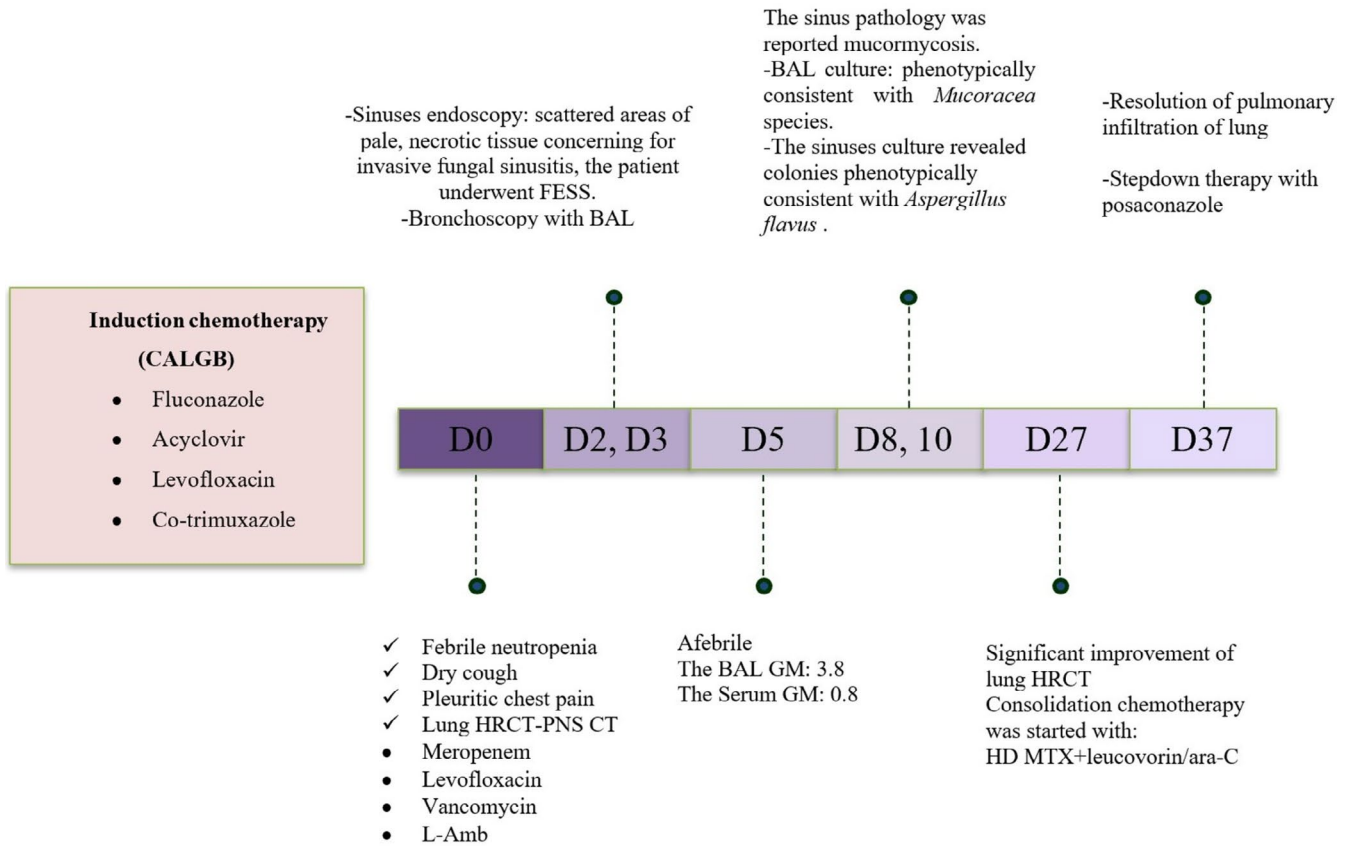 The sinus pathology was
reported mucormycosis.
-BAL culture: phenotypically
consistent with Mucoracea
species.
-The sinuses culture revealed
colonies phenotypically
consistent with Aspergillus
flavus .
-Sinuses endoscopy: scattered areas of
pale, necrotic tissue concerning for
invasive fungal sinusitis, the patient
underwent FESS.
-Bronchoscopy with BAL
-Resolution of pulmonary
infiltration of lung
-Stepdown therapy with
posaconazole
Induction chemotherapy
(CALGB)
• Fluconazole
• Acyclovir
• Levofloxacin
• Co-trimuxazole
D0
D2, D3
D5
D8, 10
D27
D37
✓ Febrile neutropenia
✓ Dry cough
✓ Pleuritic chest pain
✓ Lung HRCT-PNS CT
• Meropenem
• Levofloxacin
• Vancomycin
• L-Amb
Afebrile
The BAL GM: 3.8
The Serum GM: 0.8
Significant improvement of
lung HRCT
Consolidation chemotherapy
was started with:
HD MTX+leucovorin/ara-C